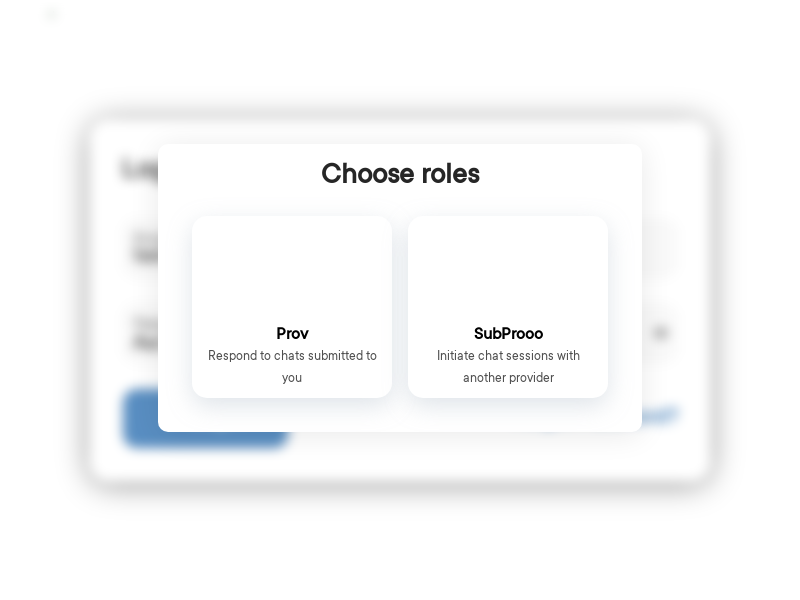 Choose roles
Prov
Respond to chats submitted to
you
SubProoo
Initiate chat sessions with
another provider